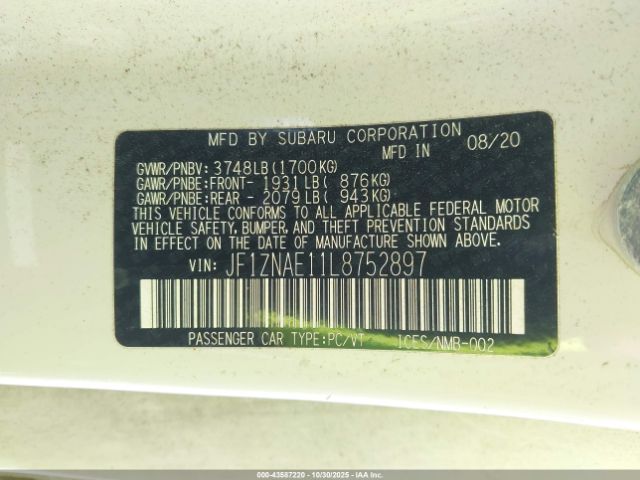 MFD BY SUBARU CORPORATION
MFD IN 08/20
GVWR/PNBV: 3748LB(1700KG)
GAWR/PNBE:FRONT- 1931LB( 876KG)
GAWR/PNBE:REAR - 2079LB( 943KG)
THIS VEHICLE CONFORMS TO ALL APPLICABLE FEDERAL MOTOR
VEHICLE SAFETY, BUMPER, AND THEFT PREVENTION STANDARDS
IN EFFECT ON THE DATE OF MANUFACTURE SHOWN ABOVE.
VIN: JF1ZNAE11L8752897
PASSENGER CAR TYPE:PC/VT ICES/NMB-002
000-43587220 - 10/30/2025 - IAAI.COM